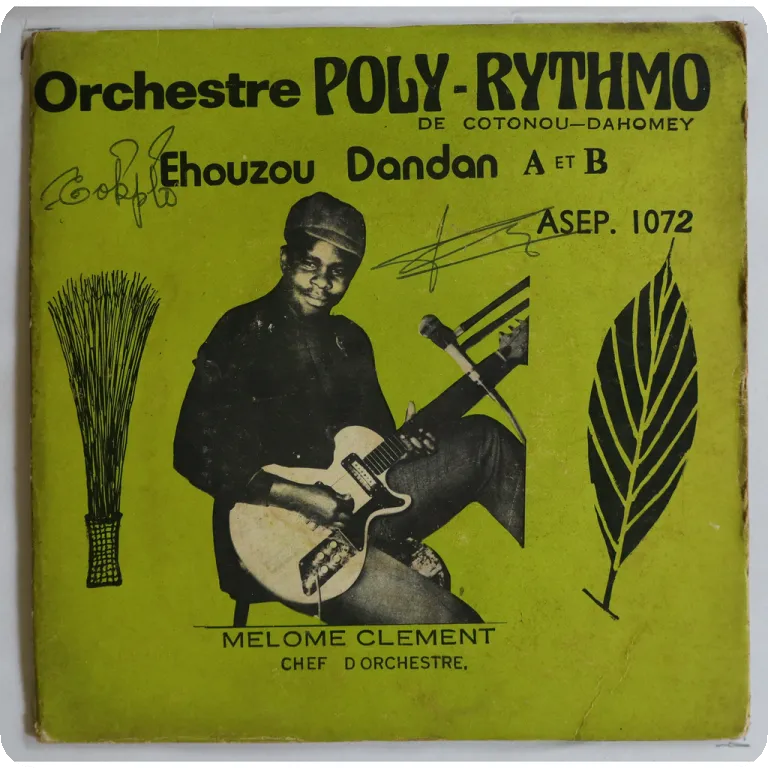 Orchestre POLY-RYTHMO
DE COTONOU—DAHOMEY
Ehouzou Dandan A ET B
ASEP. 1072
MELOME CLEMENT
CHEF D ORCHESTRE,